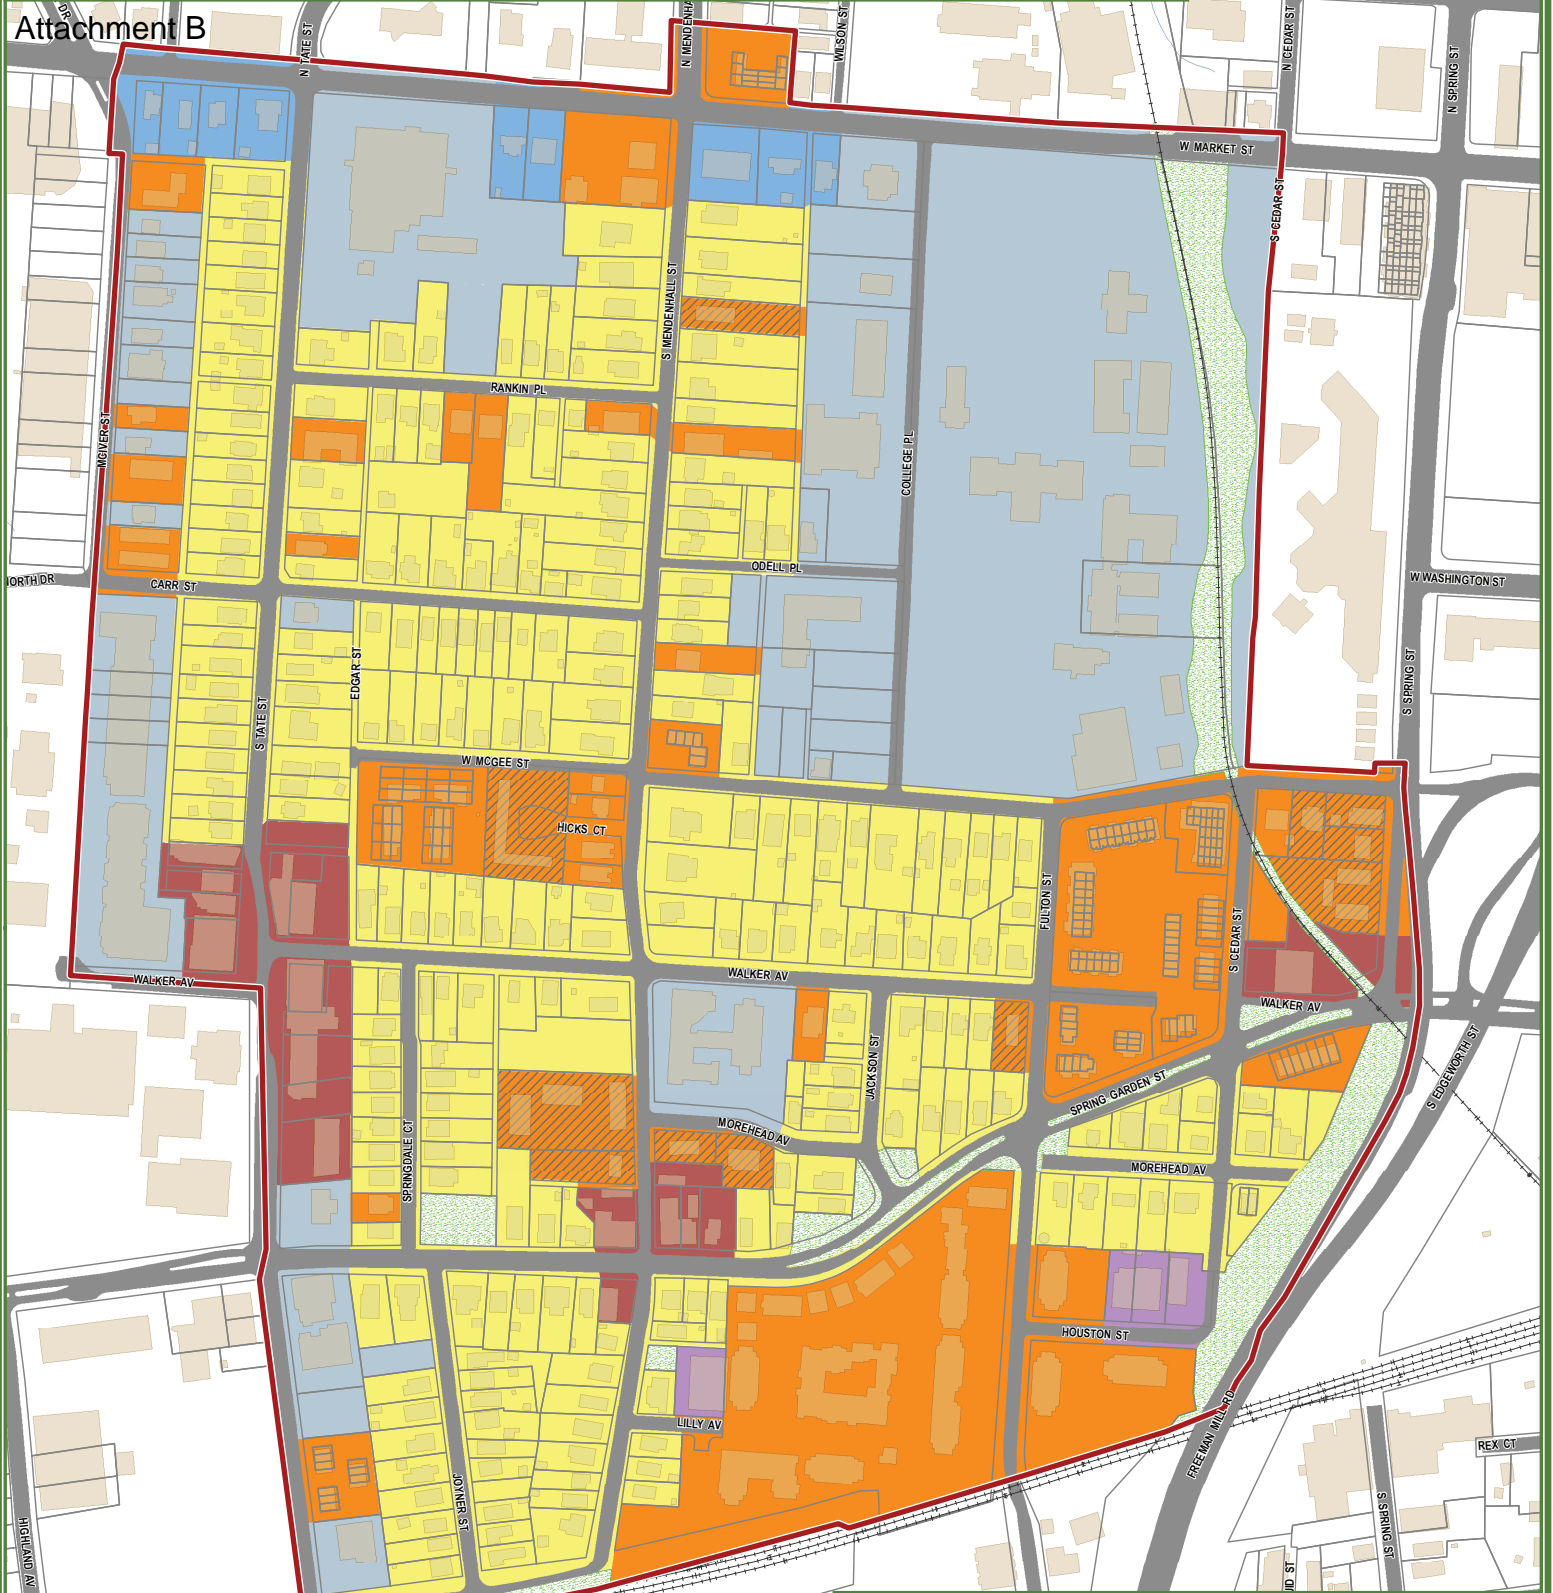 Attachment B
DR
N TATE ST
N MENDENHA
WILSON ST
N CEDAR ST
N SPRING ST
W MARKET ST
S CEDAR ST
S MENDENHALL ST
RANKIN PL
MCIVER ST
COLLEGE PL
ODELL PL
NORTH DR
CARR ST
W WASHINGTON ST
EDGAR ST
S TATE ST
S SPRING ST
W MCGEE ST
HICKS CT
FULTON ST
S CEDAR ST
WALKER AV
WALKER AV
WALKER AV
JACKSON ST
S EDGEWORTH ST
SPRING GARDEN ST
MOREHEAD AV
SPRINGDALE CT
MOREHEAD AV
HOUSTON ST
LILLY AV
FREEMAN MILL RD
REX CT
JOYNER ST
HIGHLAND AV
S SPRING ST
UID ST